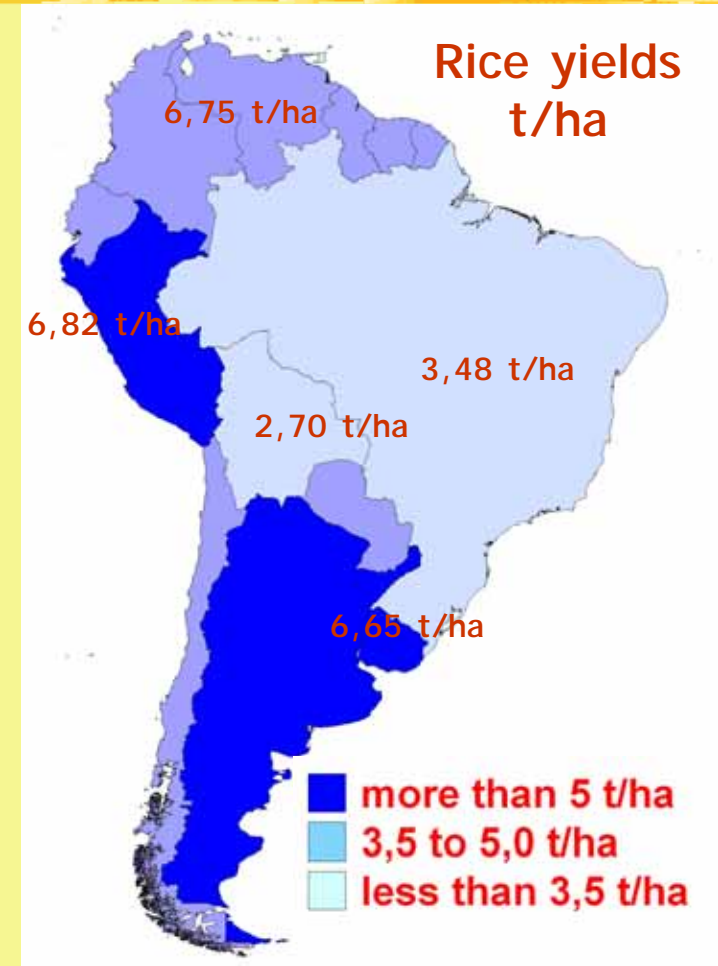 Rice yields
t/ha
6,75 t/ha
6,82 t/ha
3,48 t/ha
2,70 t/ha
6,65 t/ha
more than 5 t/ha
3,5 to 5,0 t/ha
less than 3,5 t/ha